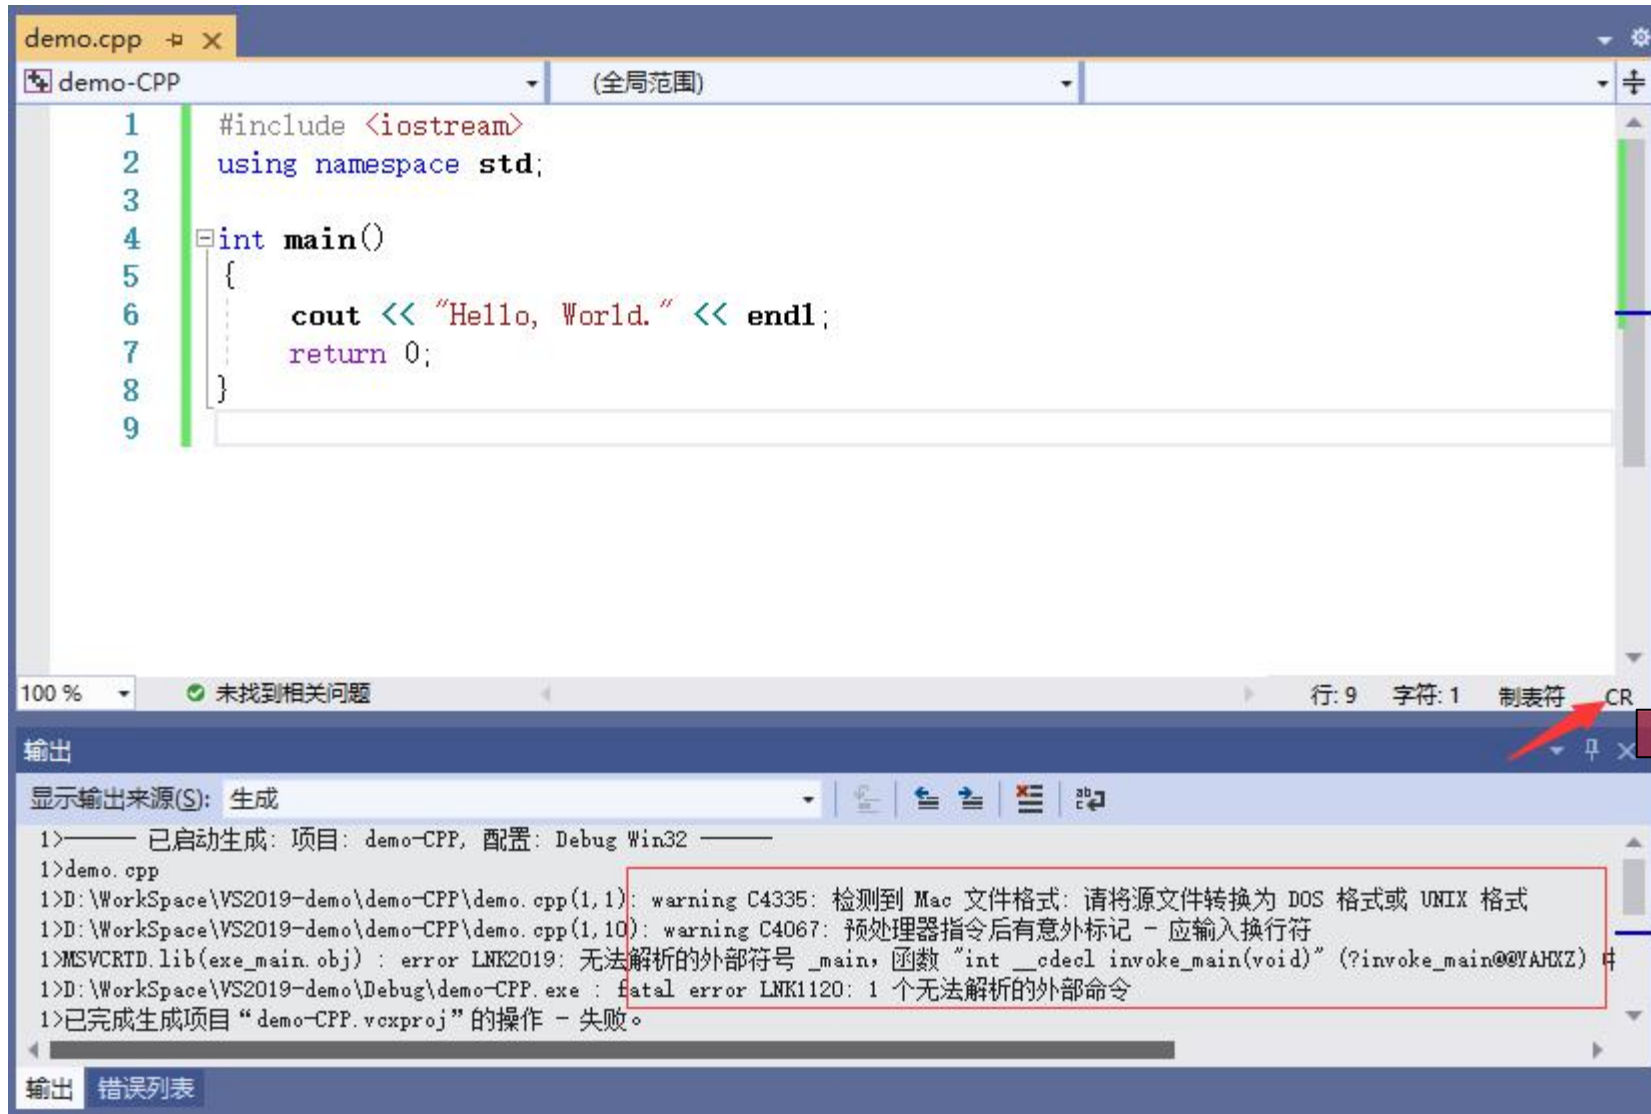 demo.cpp
demo-CPP (全局范围)
1 #include <iostream>
2 using namespace std;
3
4 int main()
5 {
6 cout << "Hello, World." << endl;
7 return 0;
8 }
9
100 % 未找到相关问题 行: 9 字符: 1 制表符 CR
输出
显示输出来源(S): 生成
1>------ 已启动生成: 项目: demo-CPP, 配置: Debug Win32 ------
1>demo.cpp
1>D:\WorkSpace\VS2019-demo\demo-CPP\demo.cpp(1,1): warning C4335: 检测到 Mac 文件格式: 请将源文件转换为 DOS 格式或 UNIX 格式
1>D:\WorkSpace\VS2019-demo\demo-CPP\demo.cpp(1,10): warning C4067: 预处理器指令后有意外标记 - 应输入换行符
1>MSVCRTD.lib(exe_main.obj) : error LNK2019: 无法解析的外部符号 _main，函数 "int __cdecl invoke_main(void)" (?invoke_main@@YAHXZ)
1>D:\WorkSpace\VS2019-demo\Debug\demo-CPP.exe : fatal error LNK1120: 1 个无法解析的外部命令
1>已完成生成项目“demo-CPP.vcxproj”的操作 - 失败。
输出 错误列表